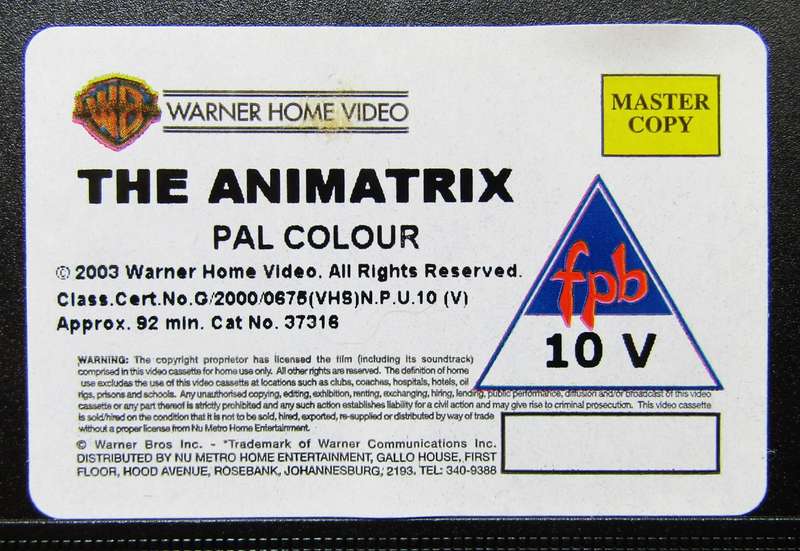 WB WARNER HOME VIDEO
MASTER
COPY
THE ANIMATRIX
PAL COLOUR
© 2003 Warner Home Video. All Rights Reserved.
Class.Cert.No.G/2000/0675(VHS)N.P.U.10 (V)
Approx. 92 min. Cat No. 37316
fpb
10 V
WARNING: The copyright proprietor has licensed the film (including its soundtrack)
comprised in this video cassette for home use only. All other rights are reserved. The definition of home
use excludes the use of this video cassette at locations such as clubs, coaches, hospitals, hotels, oil
rigs, prisons and schools. Any unauthorised copying, editing, exhibition, renting, exchanging, hiring, lending, public performance, diffusion and/or broadcast of this video
cassette or any part thereof is strictly prohibited and any such action establishes liability for a civil action and may give rise to criminal prosecution. This video cassette
is sold/hired on the condition that it is not to be sold, hired, exported, re-supplied or distributed by way of trade
without a proper license from Nu Metro Home Entertainment.
© Warner Bros Inc. - *Trademark of Warner Communications Inc.
DISTRIBUTED BY NU METRO HOME ENTERTAINMENT, GALLO HOUSE, FIRST
FLOOR, HOOD AVENUE, ROSEBANK, JOHANNESBURG, 2193. TEL: 340-9388